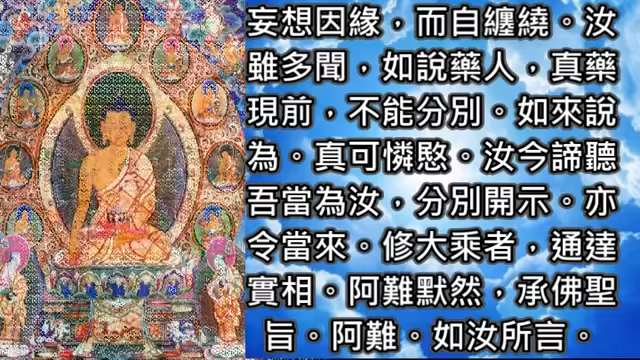 妄想因緣，而自纏繞。汝
雖多聞，如說藥人，真藥
現前，不能分別。如來說
為。真可憐愍。汝今諦聽
吾當為汝，分別開示。亦
令當來。修大乘者，通達
實相。阿難默然，承佛聖
旨。阿難。如汝所言。